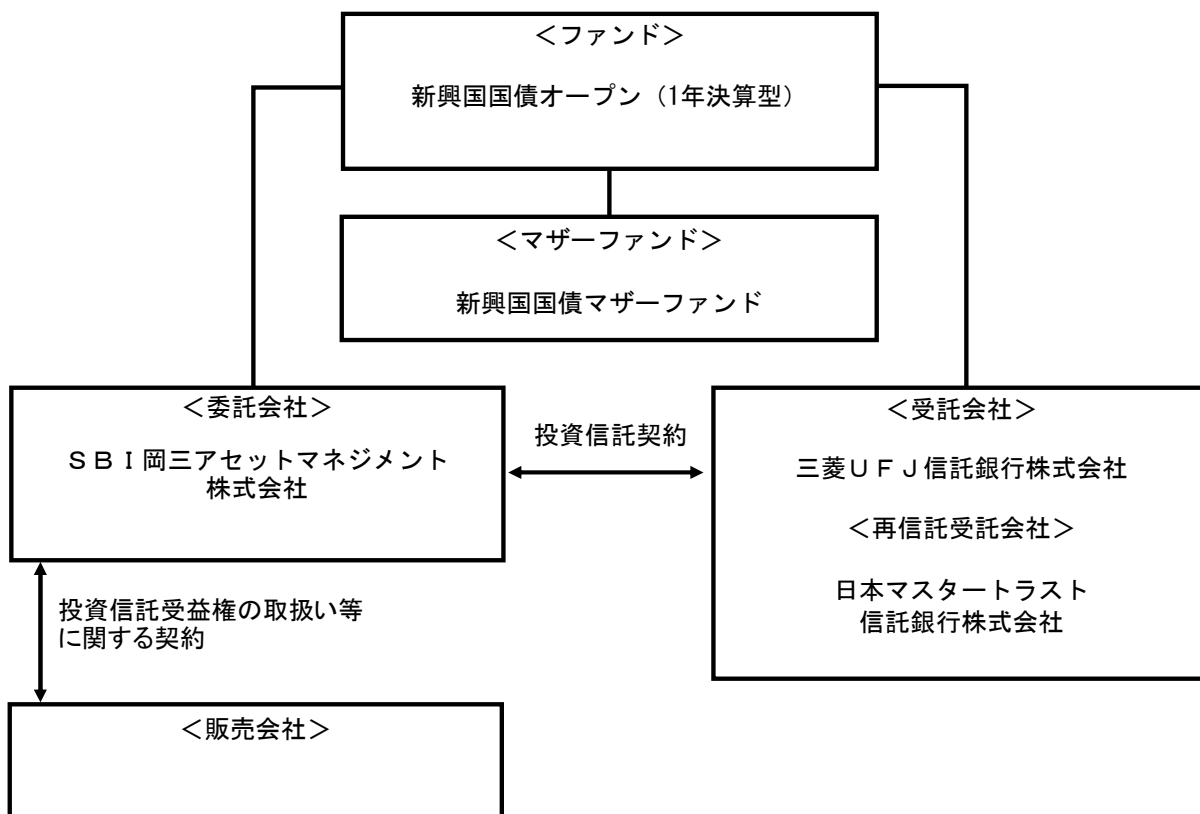 ＜ファンド＞
新興国国債オープン（1年決算型）
＜マザーファンド＞
新興国国債マザーファンド
＜委託会社＞
ＳＢＩ岡三アセットマネジメント
株式会社
投資信託契約
＜受託会社＞
三菱ＵＦＪ信託銀行株式会社
＜再信託受託会社＞
日本マスタートラスト
信託銀行株式会社
投資信託受益権の取扱い等
に関する契約
＜販売会社＞